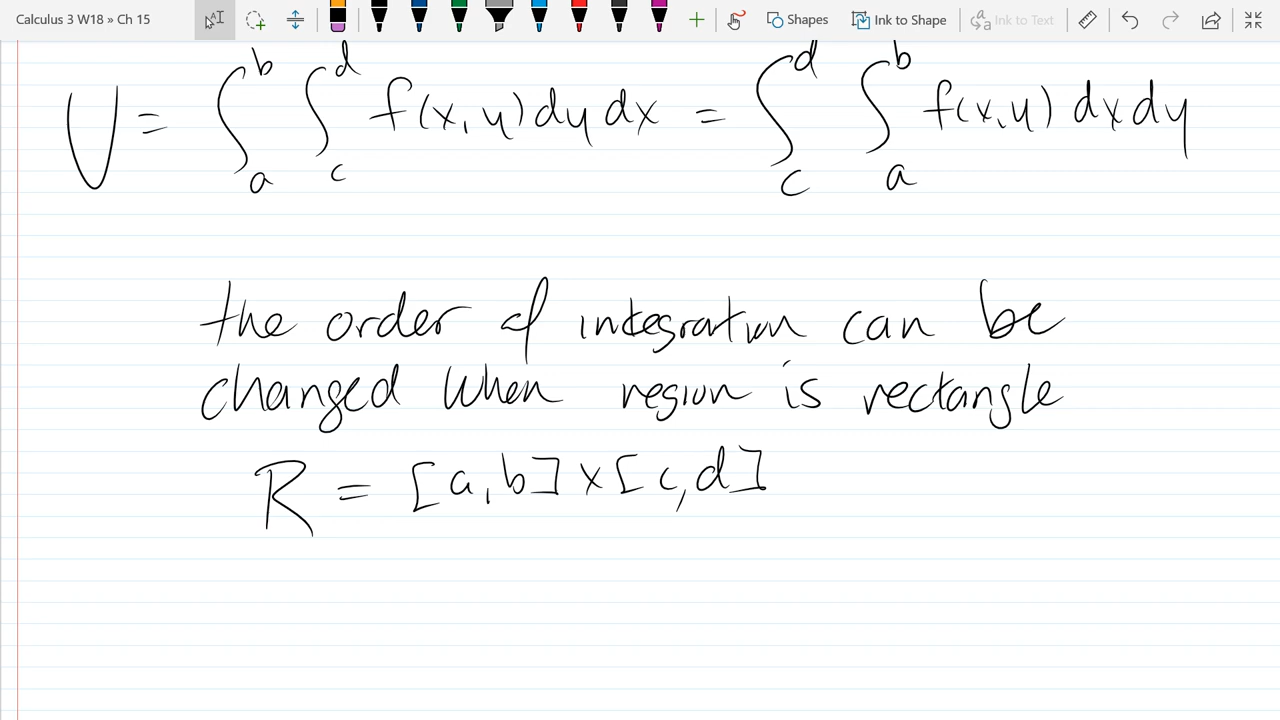 Calculus 3 W18 » Ch 15
Shapes
Ink to Shape
Ink to Text
V = ∫_a^b ∫_c^d f(x,y) dy dx = ∫_c^d ∫_a^b f(x,y) dx dy
the order of integration can be
changed when region is rectangle
R = [a,b] x [c,d]